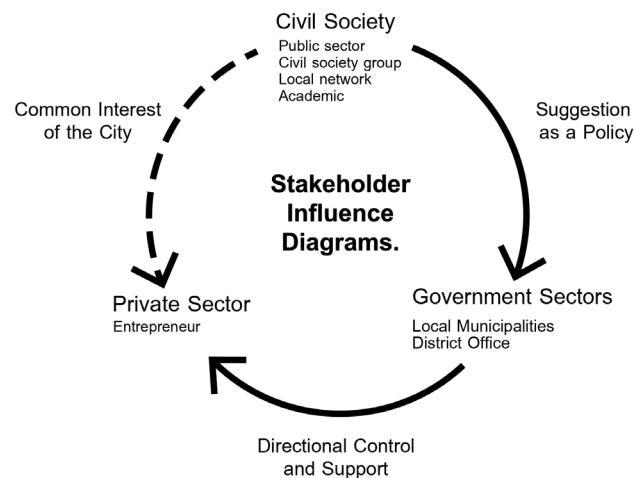 Civil Society
Public sector
Civil society group
Local network
Academic
Common Interest
of the City
Suggestion
as a Policy
Stakeholder
Influence
Diagrams.
Private Sector
Entrepreneur
Government Sectors
Local Municipalities
District Office
Directional Control
and Support